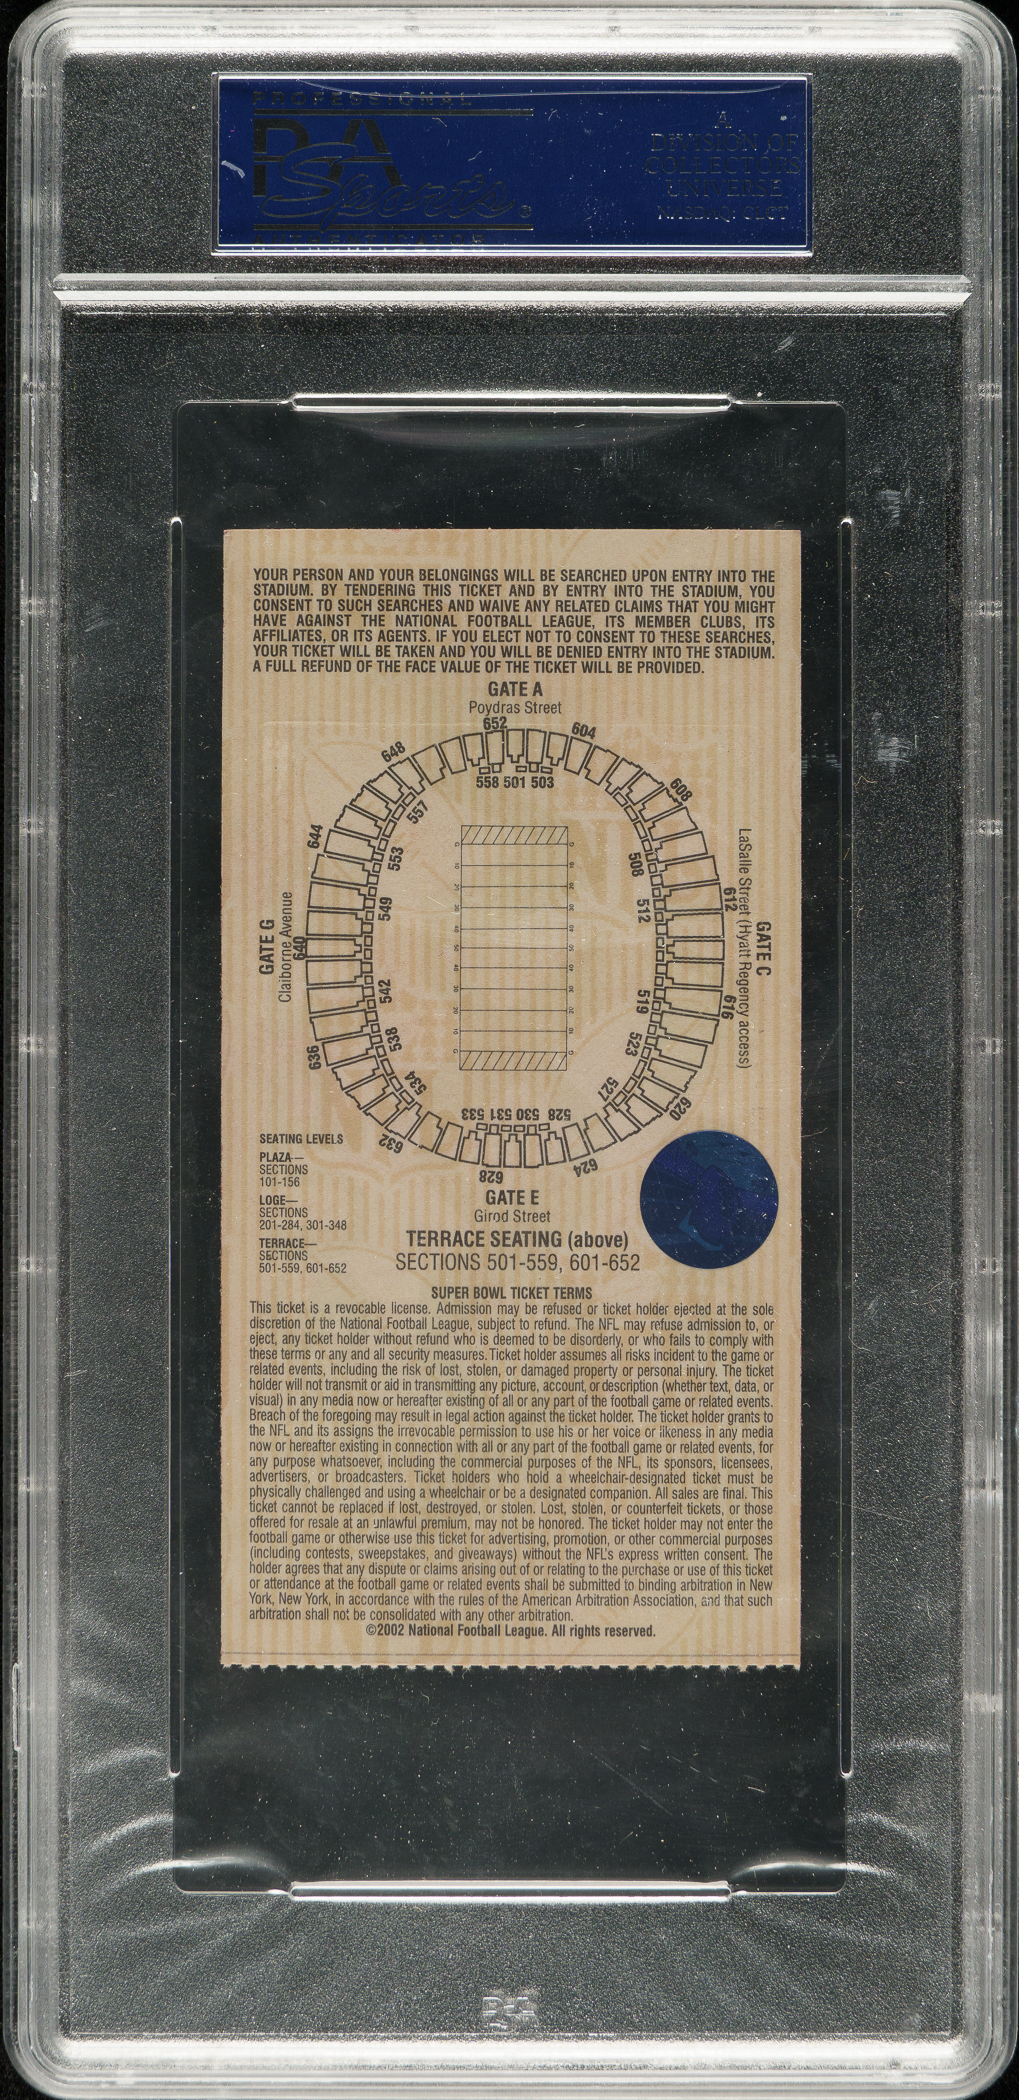 PROFESSIONAL
PSA
Sports®
AUTHENTICATOR
A
DIVISION OF
COLLECTORS
UNIVERSE
NASDAQ: CLCT
YOUR PERSON AND YOUR BELONGINGS WILL BE SEARCHED UPON ENTRY INTO THE
STADIUM. BY TENDERING THIS TICKET AND BY ENTRY INTO THE STADIUM, YOU
CONSENT TO SUCH SEARCHES AND WAIVE ANY RELATED CLAIMS THAT YOU MIGHT
HAVE AGAINST THE NATIONAL FOOTBALL LEAGUE, ITS MEMBER CLUBS, ITS
AFFILIATES, OR ITS AGENTS. IF YOU ELECT NOT TO CONSENT TO THESE SEARCHES,
YOUR TICKET WILL BE TAKEN AND YOU WILL BE DENIED ENTRY INTO THE STADIUM.
A FULL REFUND OF THE FACE VALUE OF THE TICKET WILL BE PROVIDED.
GATE A
Poydras Street
652
604
648
608
558 501 503
557
644
553
508
612
549
512
640
542
519
616
538
523
636
534
527
620
533 531 530 528
632
624
628
G
10
20
30
40
50
40
30
20
10
G
G
10
20
30
40
50
40
30
20
10
G
GATE G
Claiborne Avenue
LaSalle Street (Hyatt Regency access)
GATE C
SEATING LEVELS
PLAZA—
SECTIONS
101-156
LOGE—
SECTIONS
201-284, 301-348
TERRACE—
SECTIONS
501-559, 601-652
GATE E
Girod Street
TERRACE SEATING (above)
SECTIONS 501-559, 601-652
SUPER BOWL TICKET TERMS
This ticket is a revocable license. Admission may be refused or ticket holder ejected at the sole
discretion of the National Football League, subject to refund. The NFL may refuse admission to, or
eject, any ticket holder without refund who is deemed to be disorderly, or who fails to comply with
these terms or any and all security measures. Ticket holder assumes all risks incident to the game or
related events, including the risk of lost, stolen, or damaged property or personal injury. The ticket
holder will not transmit or aid in transmitting any picture, account, or description (whether text, data, or
visual) in any media now or hereafter existing of all or any part of the football game or related events.
Breach of the foregoing may result in legal action against the ticket holder. The ticket holder grants to
the NFL and its assigns the irrevocable permission to use his or her voice or likeness in any media
now or hereafter existing in connection with all or any part of the football game or related events, for
any purpose whatsoever, including the commercial purposes of the NFL, its sponsors, licensees,
advertisers, or broadcasters. Ticket holders who hold a wheelchair-designated ticket must be
physically challenged and using a wheelchair or be a designated companion. All sales are final. This
ticket cannot be replaced if lost, destroyed, or stolen. Lost, stolen, or counterfeit tickets, or those
offered for resale at an unlawful premium, may not be honored. The ticket holder may not enter the
football game or otherwise use this ticket for advertising, promotion, or other commercial purposes
(including contests, sweepstakes, and giveaways) without the NFL's express written consent. The
holder agrees that any dispute or claims arising out of or relating to the purchase or use of this ticket
or attendance at the football game or related events shall be submitted to binding arbitration in New
York, New York, in accordance with the rules of the American Arbitration Association, and that such
arbitration shall not be consolidated with any other arbitration.
©2002 National Football League. All rights reserved.
PSA